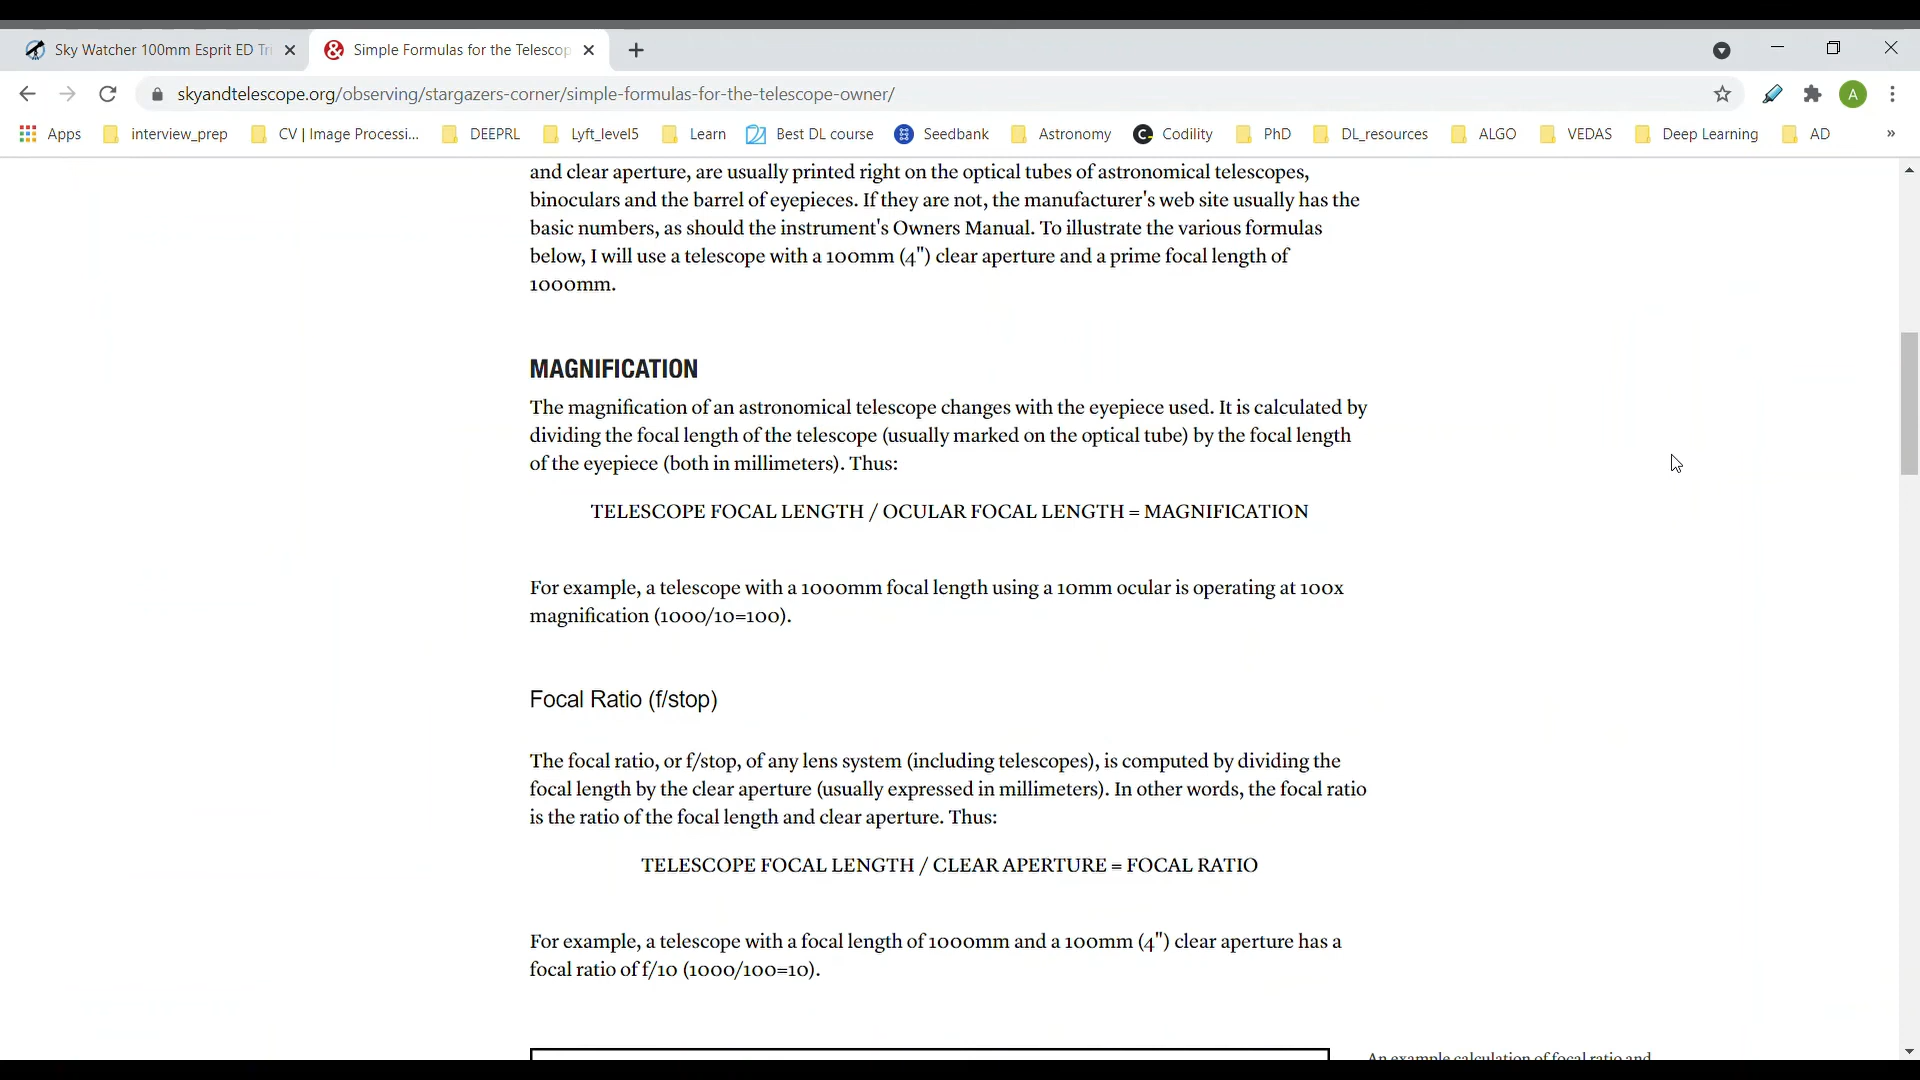 Sky Watcher 100mm Esprit ED Tri
Simple Formulas for the Telescop
skyandtelescope.org/observing/stargazers-corner/simple-formulas-for-the-telescope-owner/
A
Apps interview_prep CV | Image Processi... DEEPRL Lyft_level5 Learn Best DL course Seedbank Astronomy Codility PhD DL_resources ALGO VEDAS Deep Learning AD »
and clear aperture, are usually printed right on the optical tubes of astronomical telescopes,
binoculars and the barrel of eyepieces. If they are not, the manufacturer's web site usually has the
basic numbers, as should the instrument's Owners Manual. To illustrate the various formulas
below, I will use a telescope with a 100mm (4") clear aperture and a prime focal length of
1000mm.
MAGNIFICATION
The magnification of an astronomical telescope changes with the eyepiece used. It is calculated by
dividing the focal length of the telescope (usually marked on the optical tube) by the focal length
of the eyepiece (both in millimeters). Thus:
TELESCOPE FOCAL LENGTH / OCULAR FOCAL LENGTH = MAGNIFICATION
For example, a telescope with a 1000mm focal length using a 10mm ocular is operating at 100x
magnification (1000/10=100).
Focal Ratio (f/stop)
The focal ratio, or f/stop, of any lens system (including telescopes), is computed by dividing the
focal length by the clear aperture (usually expressed in millimeters). In other words, the focal ratio
is the ratio of the focal length and clear aperture. Thus:
TELESCOPE FOCAL LENGTH / CLEAR APERTURE = FOCAL RATIO
For example, a telescope with a focal length of 1000mm and a 100mm (4") clear aperture has a
focal ratio of f/10 (1000/100=10).
An example calculation of focal ratio and